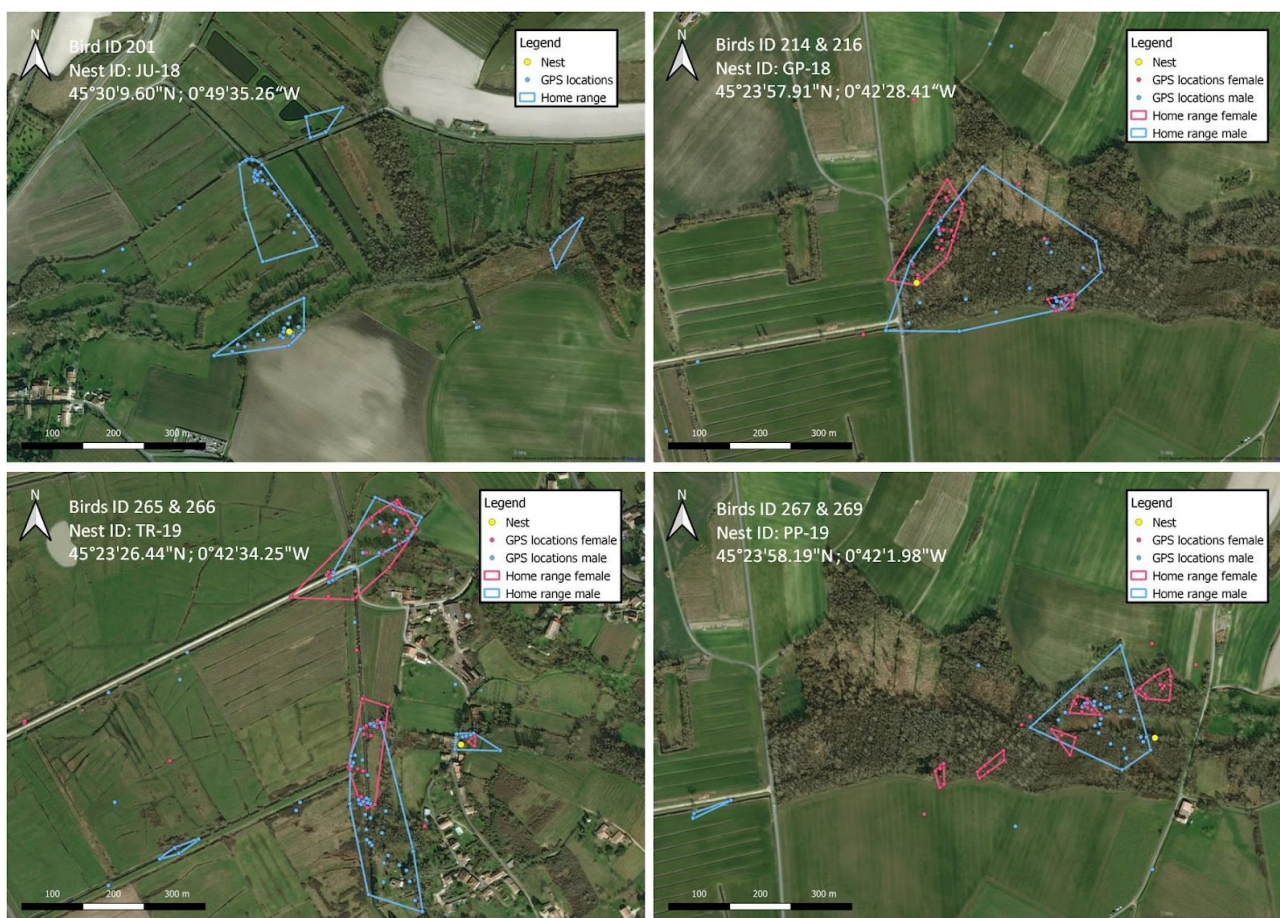 N
Bird ID 201
Nest ID: JU-18
45°30'9.60"N ; 0°49'35.26“W
Legend
Nest
GPS locations
Home range
100 200 300 m
N
Birds ID 214 & 216
Nest ID: GP-18
45°23'57.91"N ; 0°42'28.41“W
Legend
Nest
GPS locations female
GPS locations male
Home range female
Home range male
100 200 300 m
N
Birds ID 265 & 266
Nest ID: TR-19
45°23'26.44"N ; 0°42'34.25"W
Legend
Nest
GPS locations female
GPS locations male
Home range female
Home range male
100 200 300 m
N
Birds ID 267 & 269
Nest ID: PP-19
45°23'58.19"N ; 0°42'1.98"W
Legend
Nest
GPS locations female
GPS locations male
Home range female
Home range male
100 200 300 m